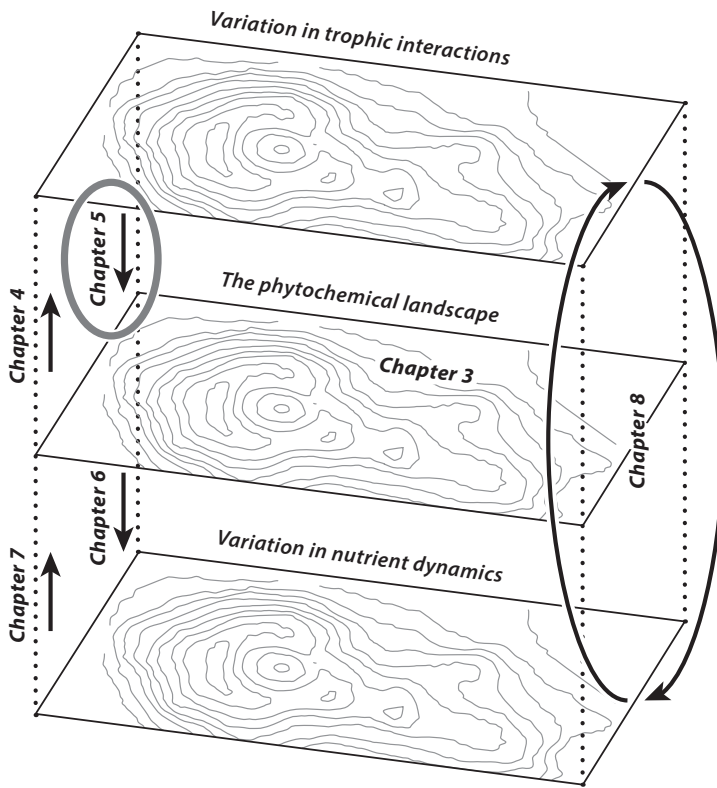 Variation in trophic interactions
Chapter 5
The phytochemical landscape
Chapter 4
Chapter 3
Chapter 8
Chapter 6
Variation in nutrient dynamics
Chapter 7